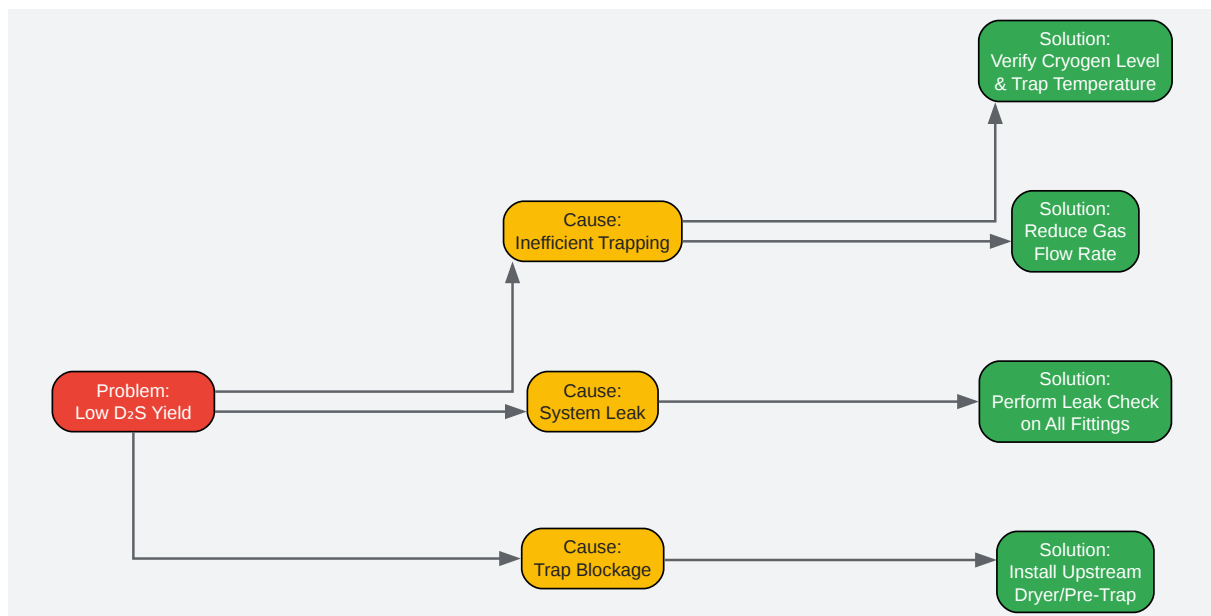 Problem:
Low D₂S Yield
Cause:
Inefficient Trapping
Cause:
System Leak
Cause:
Trap Blockage
Solution:
Verify Cryogen Level
& Trap Temperature
Solution:
Reduce Gas
Flow Rate
Solution:
Perform Leak Check
on All Fittings
Solution:
Install Upstream
Dryer/Pre-Trap